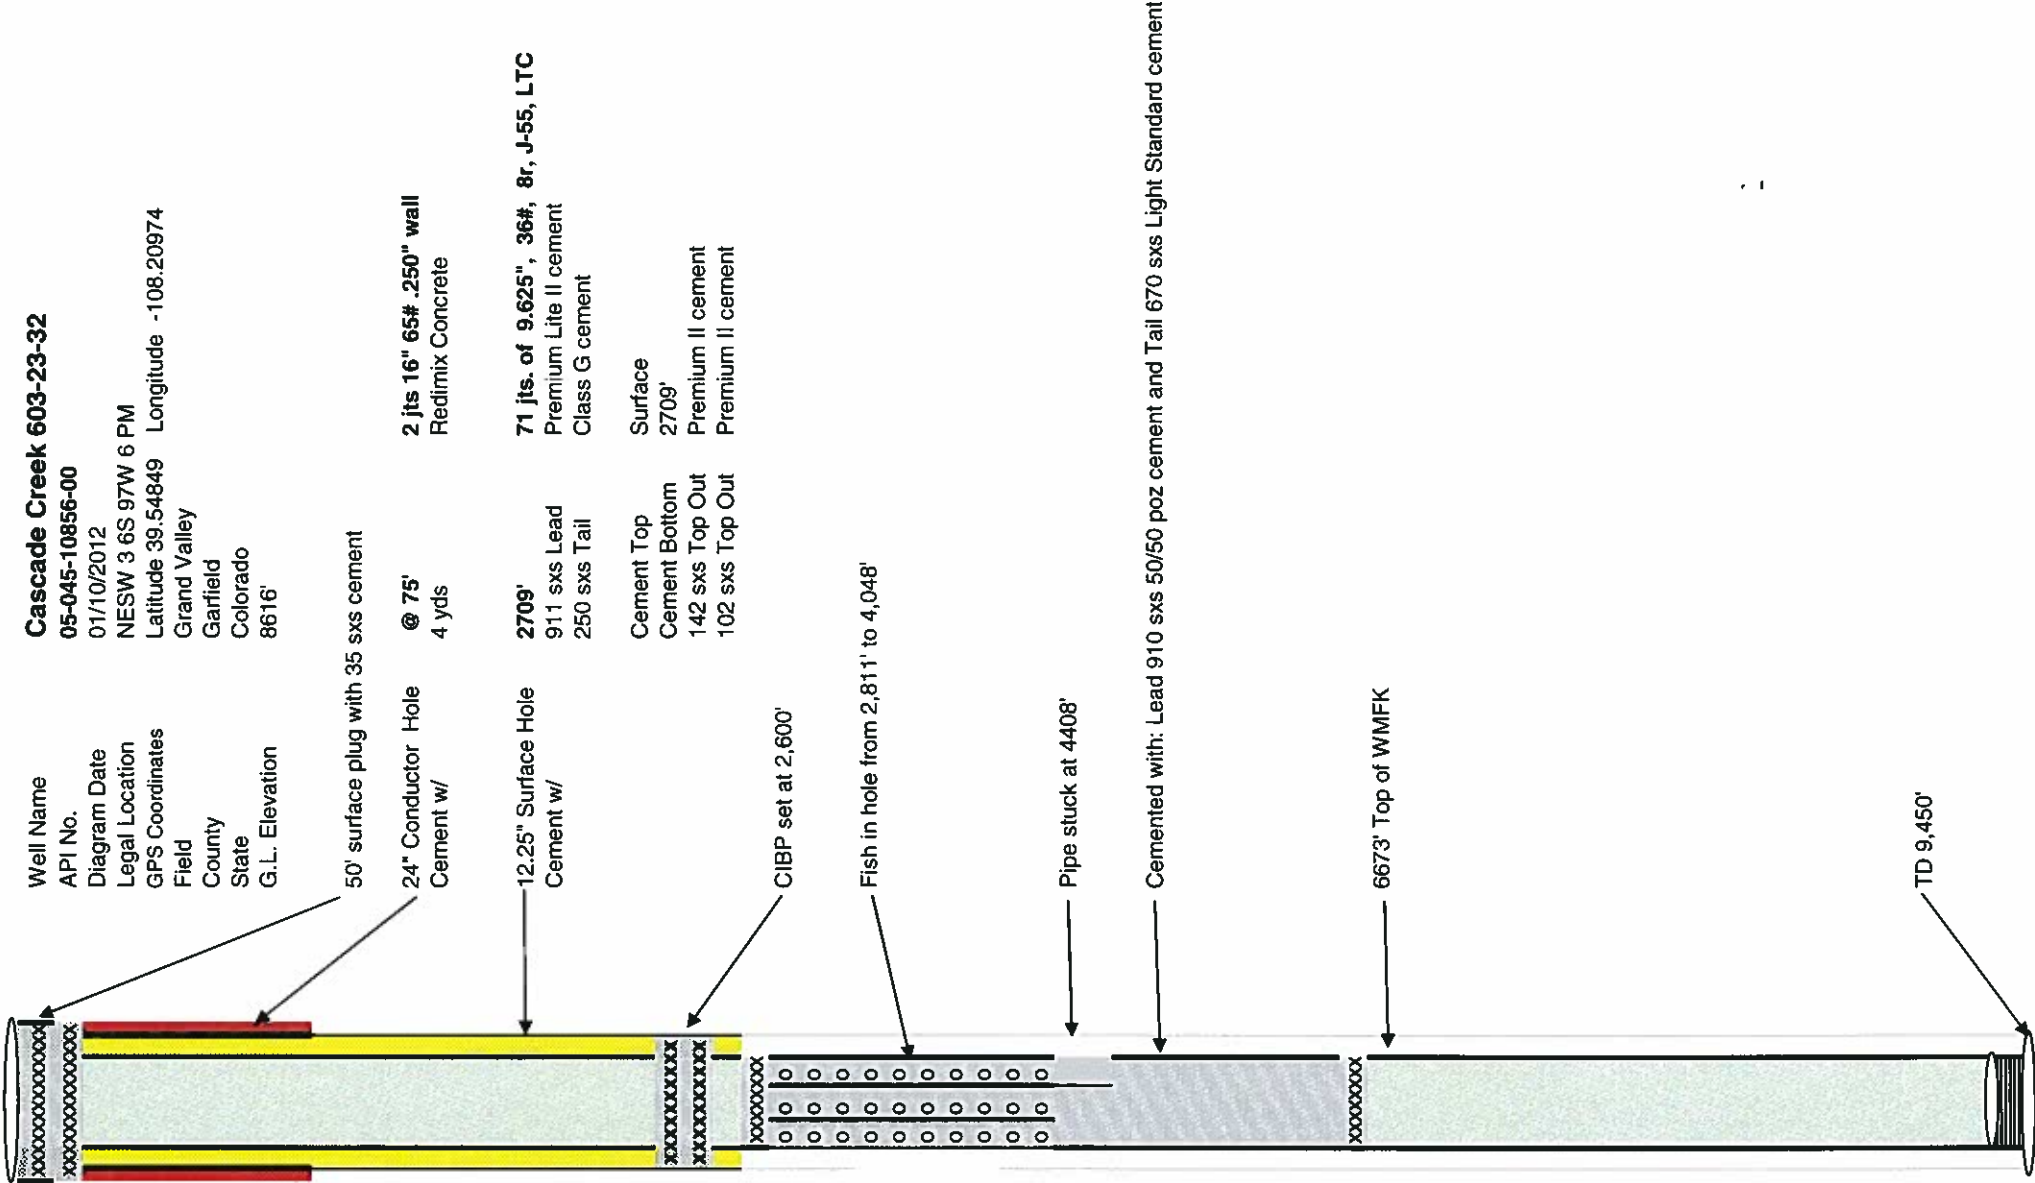 Well Name Cascade Creek 603-23-32
API No. 05-045-10856-00
Diagram Date 01/10/2012
Legal Location NESW 3 6S 97W 6 PM
GPS Coordinates Latitude 39.54849 Longitude -108.20974
Field Grand Valley
County Garfield
State Colorado
G.L. Elevation 8616'
50' surface plug with 35 sxs cement
24" Conductor Hole @ 75' 2 jts 16" 65# .250" wall
Cement w/ 4 yds Redimix Concrete
12.25" Surface Hole 2709' 71 jts. of 9.625", 36#, 8r, J-55, LTC
Cement w/ 911 sxs Lead Premium Lite II cement
250 sxs Tail Class G cement
Cement Top Surface
Cement Bottom 2709'
142 sxs Top Out Premium II cement
102 sxs Top Out Premium II cement
CIBP set at 2,600'
Fish in hole from 2,811' to 4,048'
Pipe stuck at 4408'
Cemented with: Lead 910 sxs 50/50 poz cement and Tail 670 sxs Light Standard cement
6673' Top of WMFK
TD 9,450'